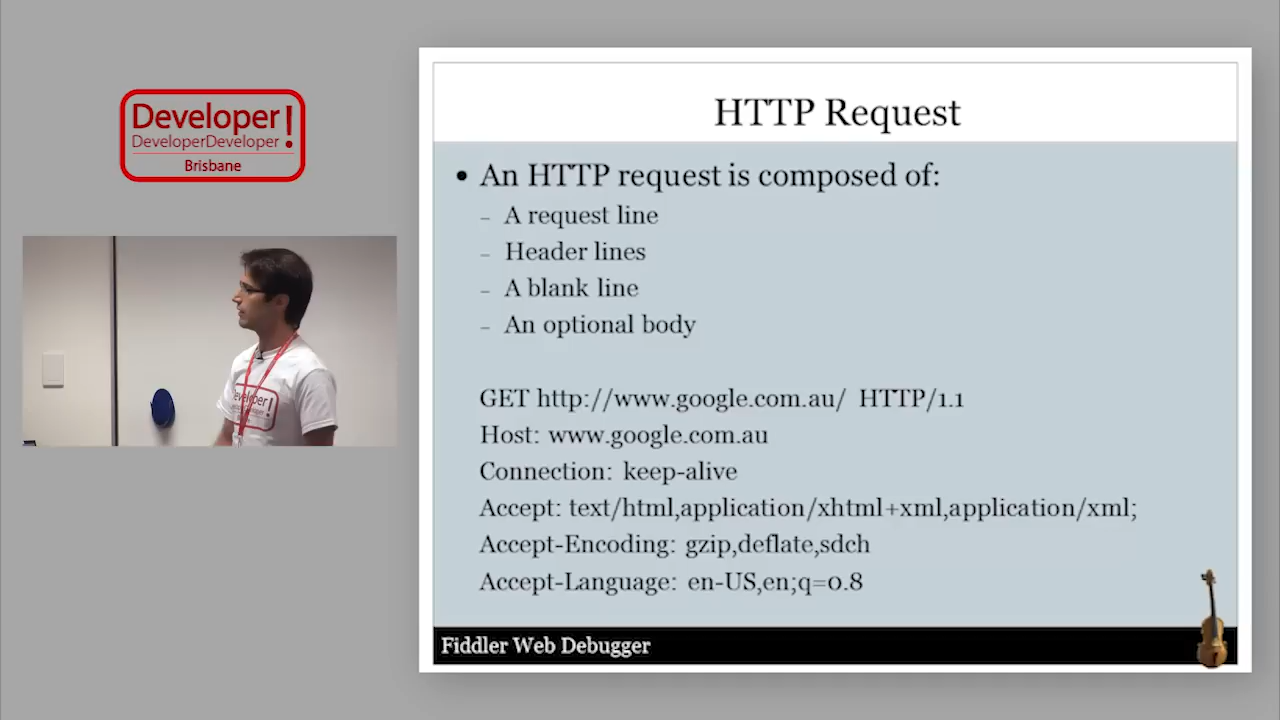 Developer!
DeveloperDeveloper
Brisbane
HTTP Request
• An HTTP request is composed of:
– A request line
– Header lines
– A blank line
– An optional body
GET http://www.google.com.au/ HTTP/1.1
Host: www.google.com.au
Connection: keep-alive
Accept: text/html,application/xhtml+xml,application/xml;
Accept-Encoding: gzip,deflate,sdch
Accept-Language: en-US,en;q=0.8
Fiddler Web Debugger